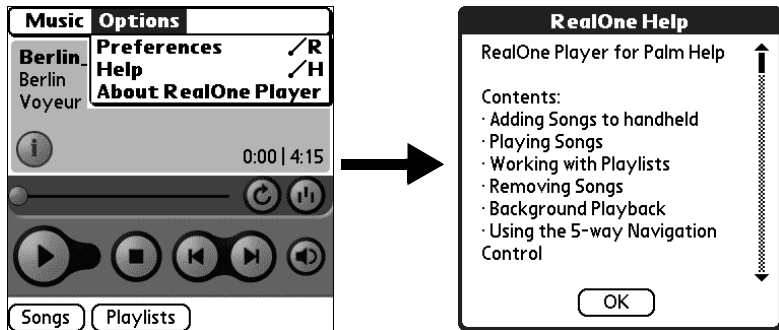 Music Options
Preferences /R
Help /H
About RealOne Player
Berlin_
Berlin
Voyeur
i
0:00 | 4:15
Songs Playlists
RealOne Help
RealOne Player for Palm Help
Contents:
· Adding Songs to handheld
· Playing Songs
· Working with Playlists
· Removing Songs
· Background Playback
· Using the 5-way Navigation
Control
OK